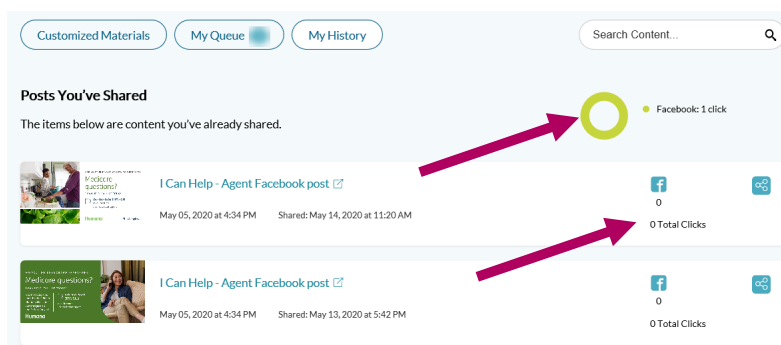 Customized Materials
My Queue
My History
Search Content...
Posts You've Shared
The items below are content you've already shared.
Facebook: 1 click
Medicare
questions?
Humana
I Can Help - Agent Facebook post
May 05, 2020 at 4:34 PM Shared: May 14, 2020 at 11:20 AM
0
0 Total Clicks
Medicare questions?
Humana
I Can Help - Agent Facebook post
May 05, 2020 at 4:34 PM Shared: May 13, 2020 at 5:42 PM
0
0 Total Clicks